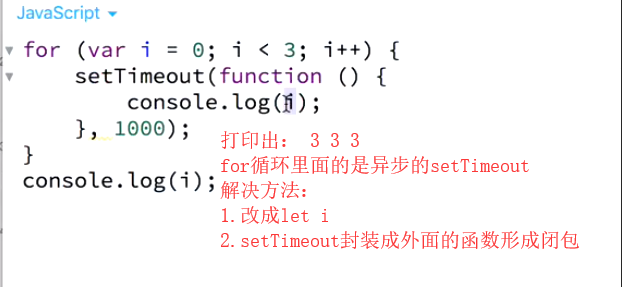 JavaScript
for (var i = 0; i < 3; i++) {
setTimeout(function () {
console.log(i);
}, 1000);
}
console.log(i);
打印出: 3 3 3
for循环里面的是异步的setTimeout
解决方法:
1.改成let i
2.setTimeout封装成外面的函数形成闭包